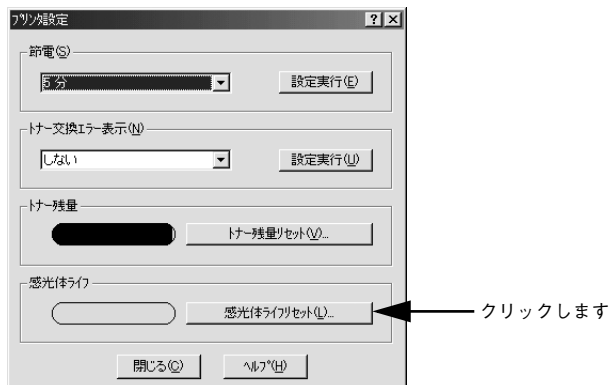 プリンタ設定
節電(S)
5分
設定実行(E)
トナー交換エラー表示(N)
しない
設定実行(U)
トナー残量
トナー残量リセット(V)...
感光体ライフ
感光体ライフリセット(L)...
クリックします
閉じる(C)
ヘルプ(H)